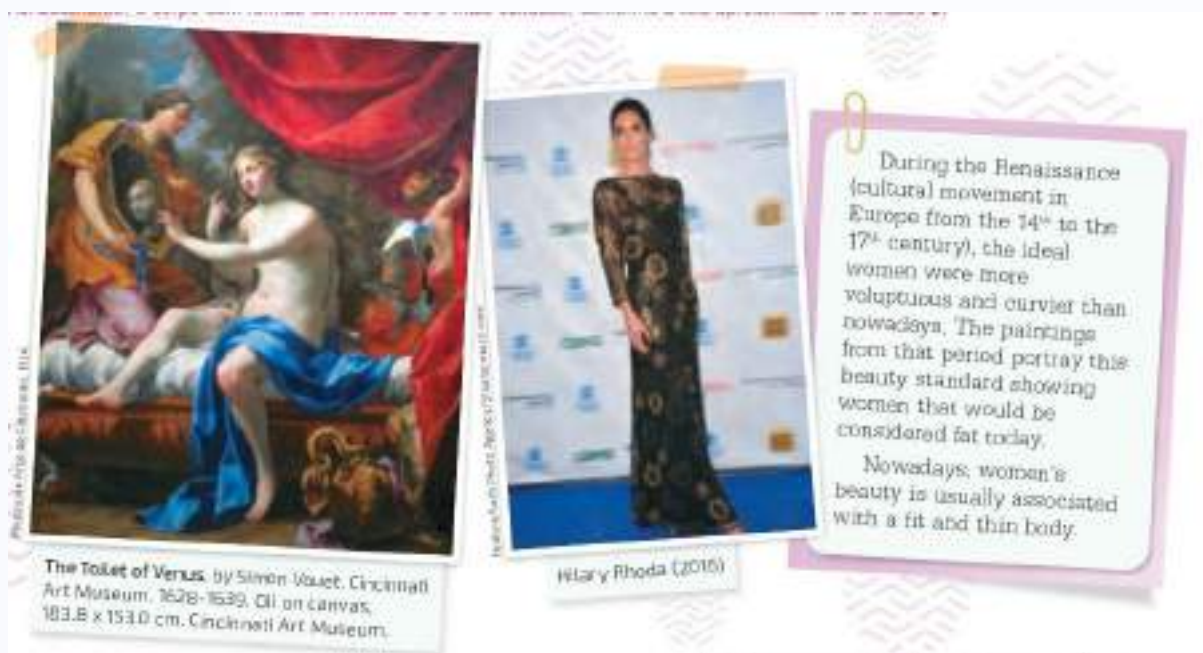 The Toilet of Venus, by Simon Vouet. Cincinnati
Art Museum. 1628-1639. Oil on canvas,
183.8 x 153.0 cm. Cincinnati Art Museum.
Hilary Rhoda (2016)
During the Renaissance
(cultural movement in
Europe from the 14th to the
17th century), the ideal
women were more
voluptuous and curvier than
nowadays. The paintings
from that period portray this
beauty standard showing
women that would be
considered fat today.
Nowadays, women's
beauty is usually associated
with a fit and thin body.